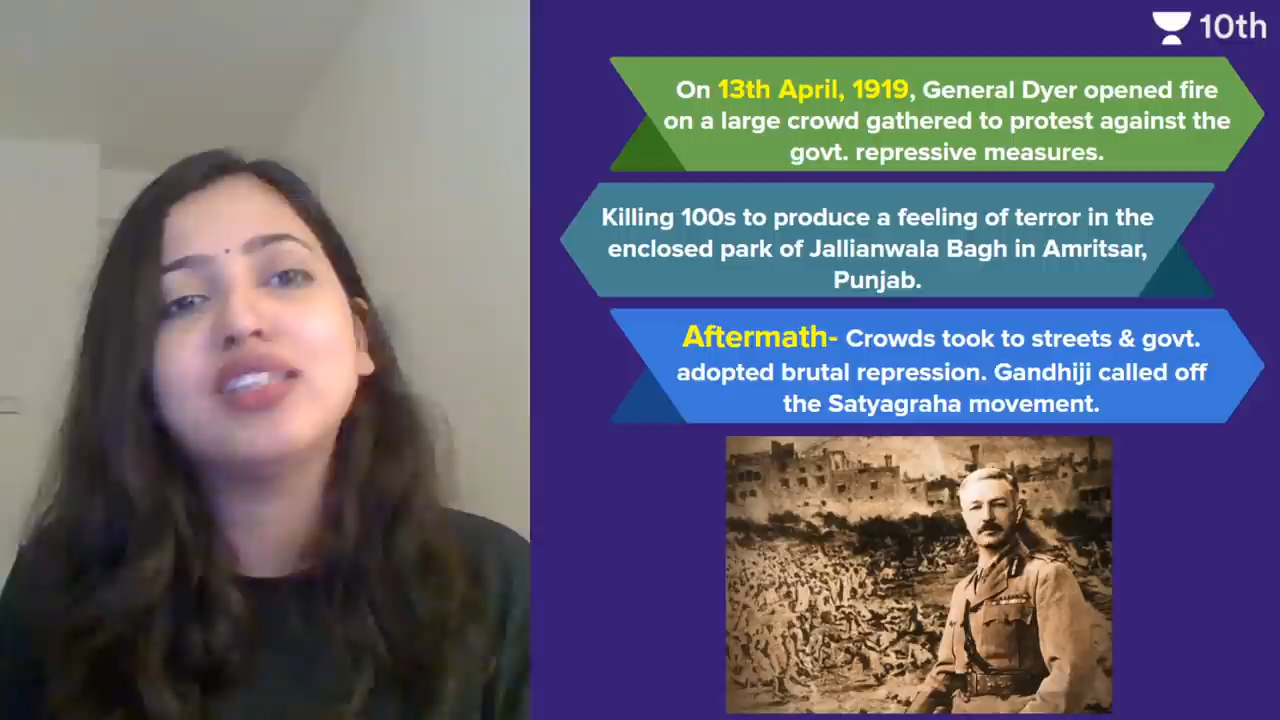 10th
On 13th April, 1919, General Dyer opened fire
on a large crowd gathered to protest against the
govt. repressive measures.
Killing 100s to produce a feeling of terror in the
enclosed park of Jallianwala Bagh in Amritsar,
Punjab.
Aftermath- Crowds took to streets & govt.
adopted brutal repression. Gandhiji called off
the Satyagraha movement.